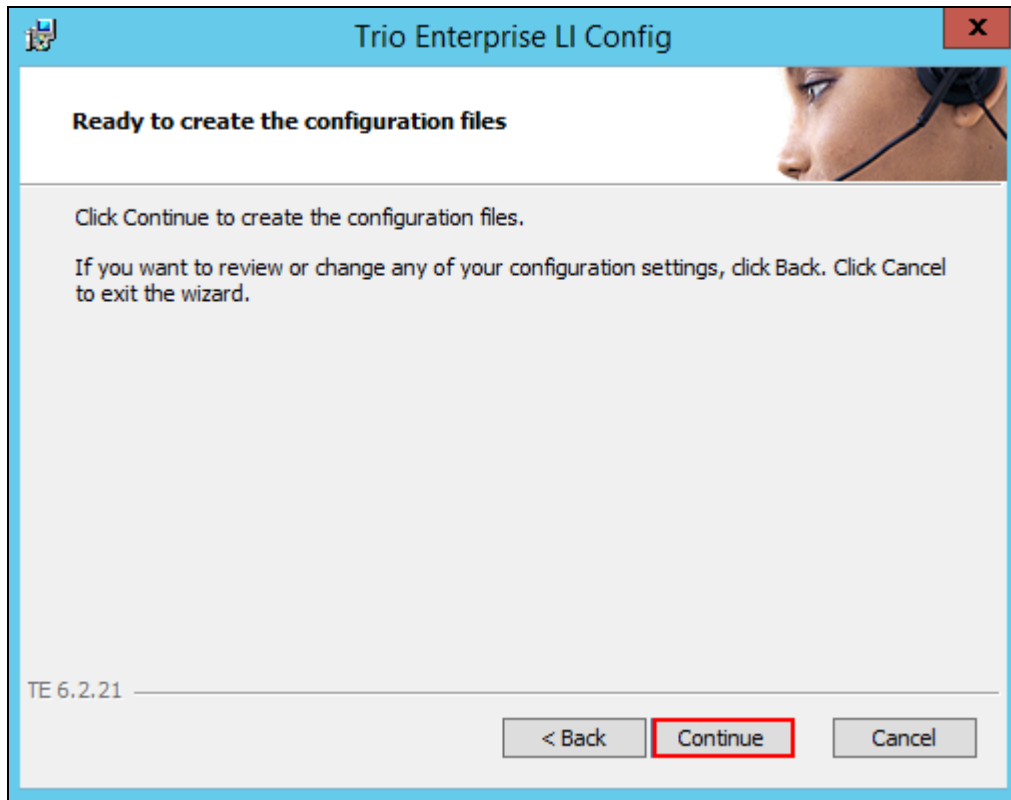 Trio Enterprise LI Config
x
Ready to create the configuration files
Click Continue to create the configuration files.
If you want to review or change any of your configuration settings, click Back. Click Cancel
to exit the wizard.
TE 6.2.21
< Back Continue Cancel